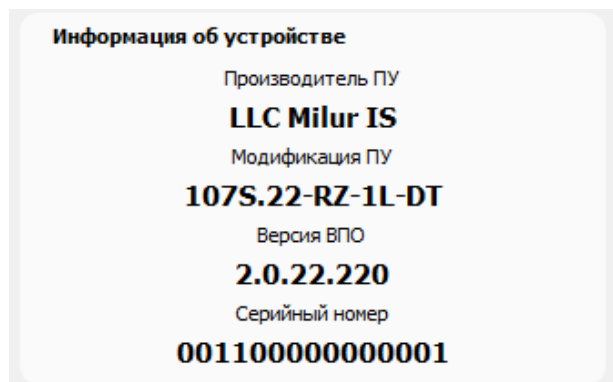 Информация об устройстве
Производитель ПУ
LLC Milur IS
Модификация ПУ
107S.22-RZ-1L-DT
Версия ВПО
2.0.22.220
Серийный номер
001100000000001